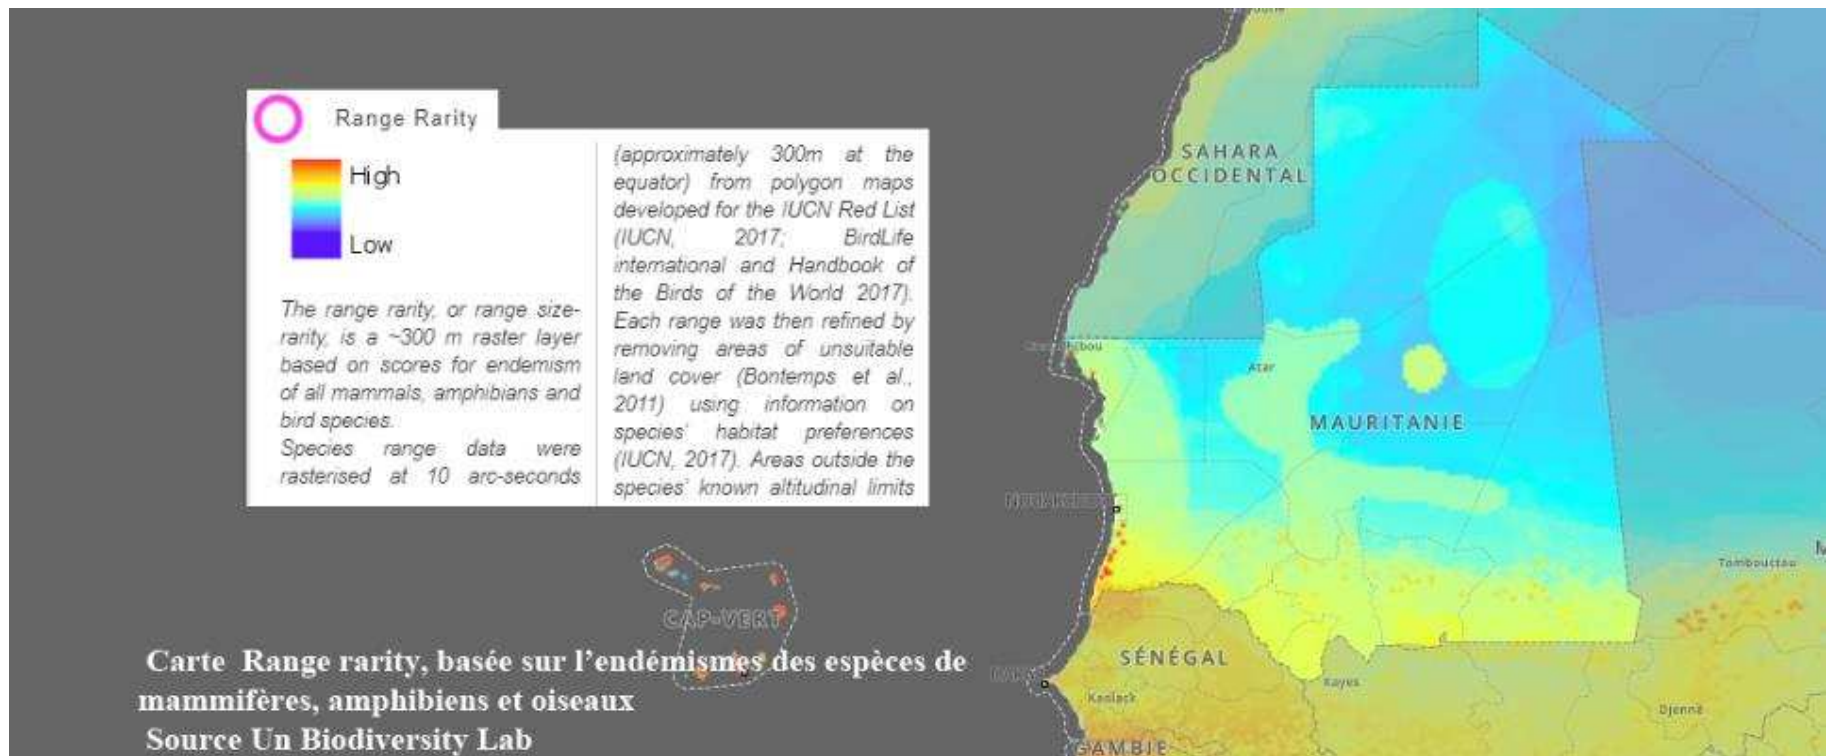 Range Rarity
High
Low
The range rarity, or range size-
rarity, is a ~300 m raster layer
based on scores for endemism
of all mammals, amphibians and
bird species.
Species range data were
rasterised at 10 arc-seconds
(approximately 300m at the
equator) from polygon maps
developed for the IUCN Red List
(IUCN, 2017; BirdLife
international and Handbook of
the Birds of the World 2017).
Each range was then refined by
removing areas of unsuitable
land cover (Bontemps et al.,
2011) using information on
species' habitat preferences
(IUCN, 2017). Areas outside the
species' known altitudinal limits
SAHARA
OCCIDENTAL
Atar
MAURITANIE
Tombouctou
CAP-VERT
SÉNÉGAL
Kayes
Kaolack
Djenné
GAMBIE
Carte Range rarity, basée sur l'endémismes des espèces de
mammifères, amphibiens et oiseaux
Source Un Biodiversity Lab